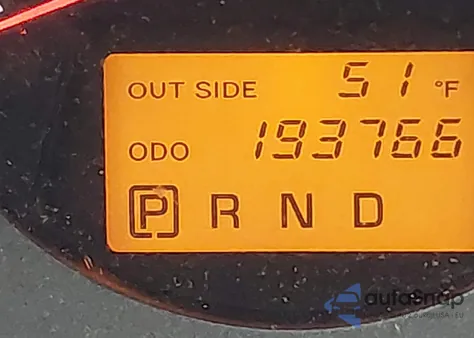 OUT SIDE 51 °F
ODO 193766
P R N D
autosnap